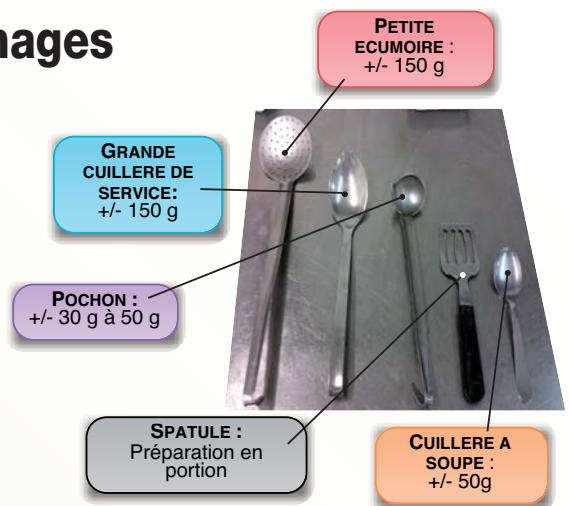 nages
PETITE
ECUMOIRE :
+/- 150 g
GRANDE
CUILLERE DE
SERVICE:
+/- 150 g
POCHON :
+/- 30 g à 50 g
SPATULE :
Préparation en
portion
CUILLERE A
SOUPE :
+/- 50g